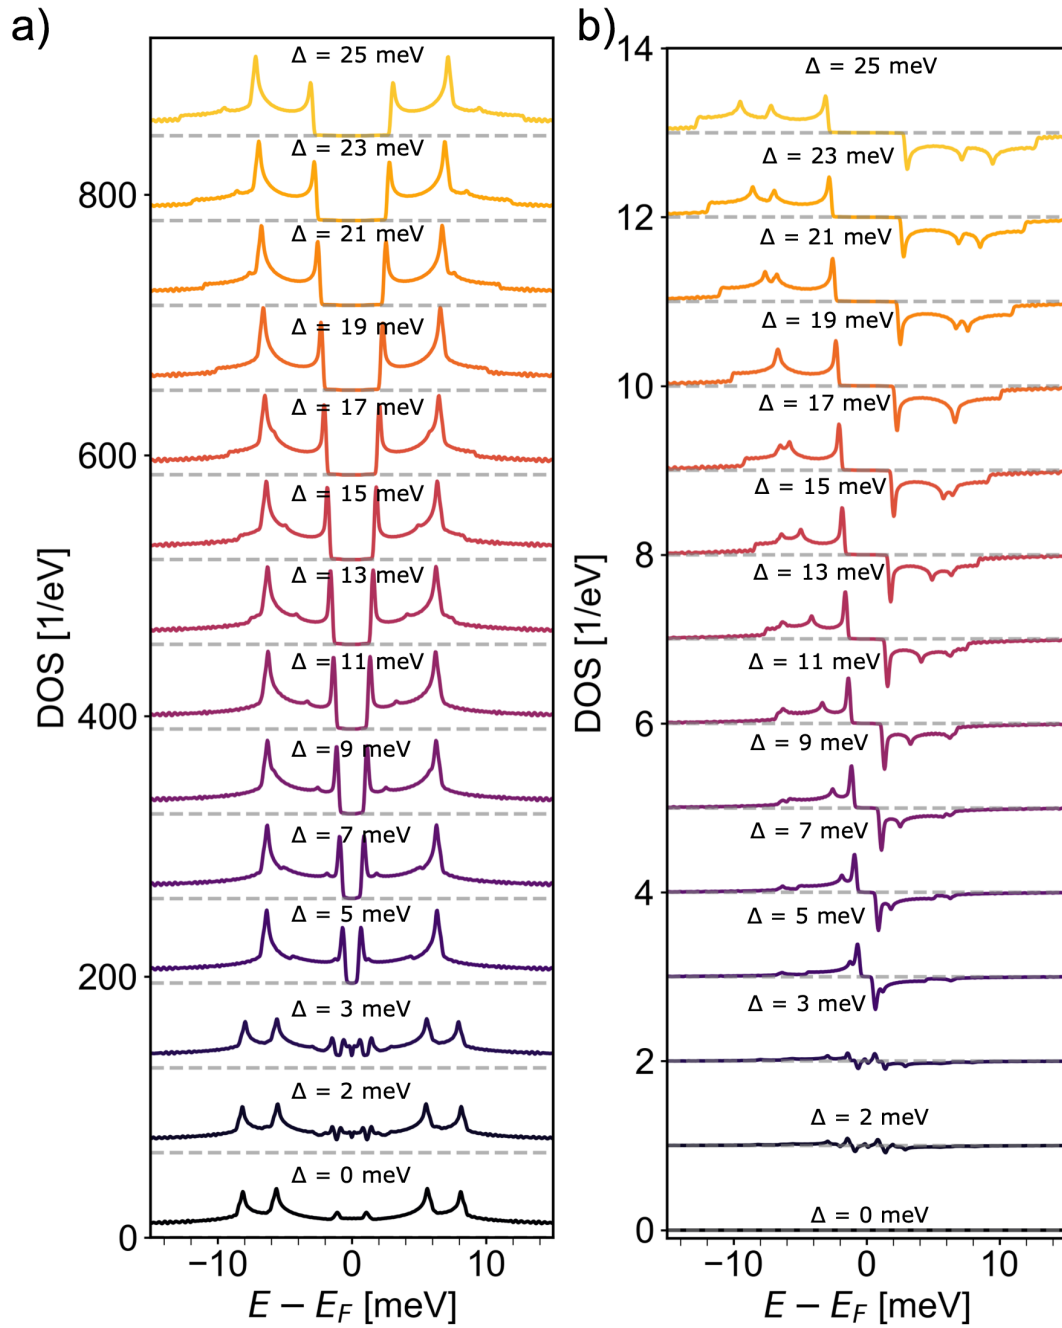 a)
Δ = 25 meV
Δ = 23 meV
Δ = 21 meV
Δ = 19 meV
Δ = 17 meV
Δ = 15 meV
Δ = 13 meV
Δ = 11 meV
Δ = 9 meV
Δ = 7 meV
Δ = 5 meV
Δ = 3 meV
Δ = 2 meV
Δ = 0 meV
800
600
400
200
0
DOS [1/eV]
−10 0 10
E − E_F [meV]
b)
Δ = 25 meV
Δ = 23 meV
Δ = 21 meV
Δ = 19 meV
Δ = 17 meV
Δ = 15 meV
Δ = 13 meV
Δ = 11 meV
Δ = 9 meV
Δ = 7 meV
Δ = 5 meV
Δ = 3 meV
Δ = 2 meV
Δ = 0 meV
14
12
10
8
6
4
2
0
DOS [1/eV]
−10 0 10
E − E_F [meV]